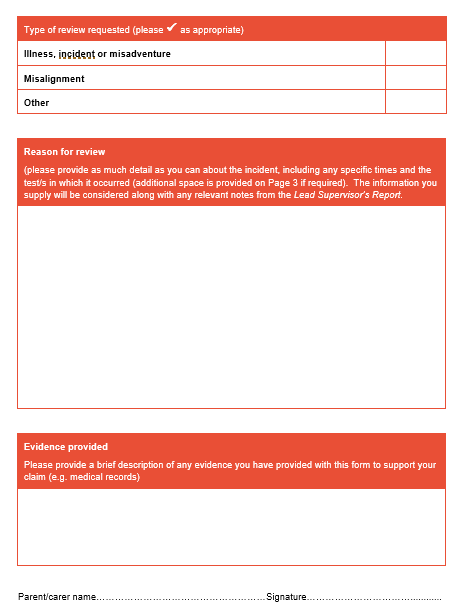 Type of review requested (please ✓ as appropriate)
Illness, incident or misadventure
Misalignment
Other
Reason for review
(please provide as much detail as you can about the incident, including any specific times and the
test/s in which it occurred (additional space is provided on Page 3 if required).  The information you
supply will be considered along with any relevant notes from the Lead Supervisor's Report.
Evidence provided
Please provide a brief description of any evidence you have provided with this form to support your
claim (e.g. medical records)
Parent/carer name………………………………………………Signature……………………………...........